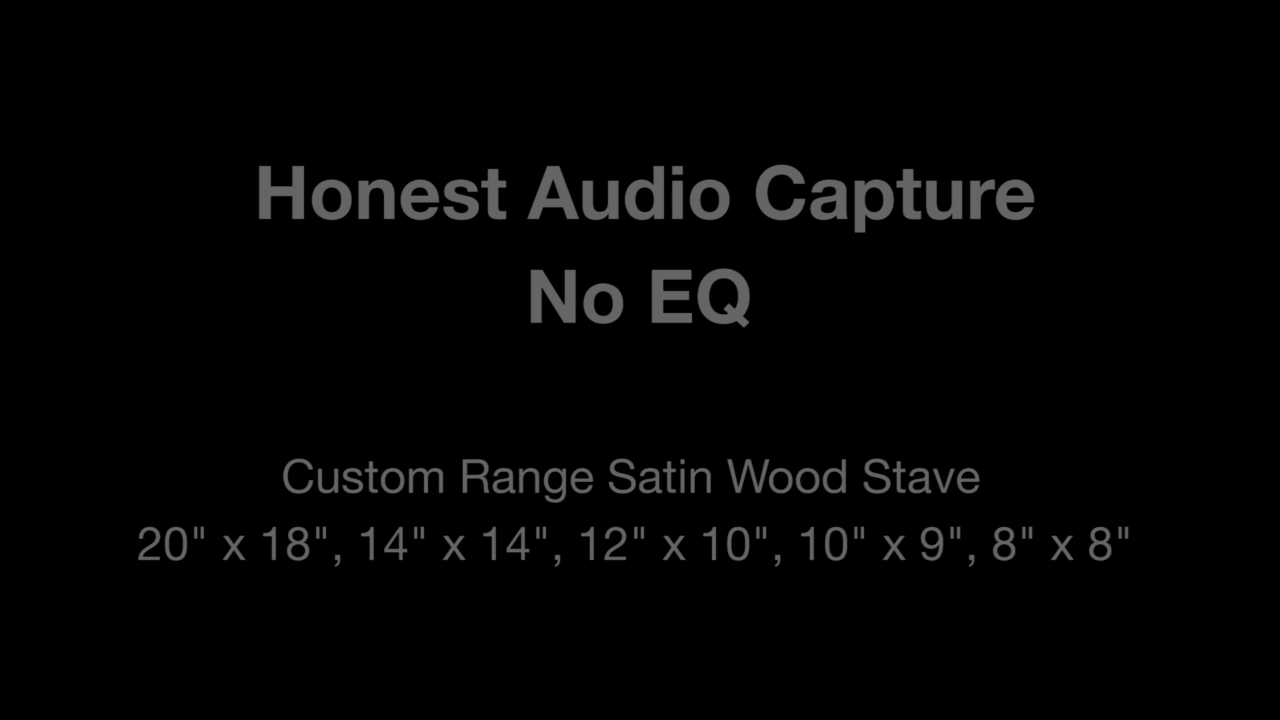 Honest Audio Capture
No EQ
Custom Range Satin Wood Stave
20" x 18", 14" x 14", 12" x 10", 10" x 9", 8" x 8"